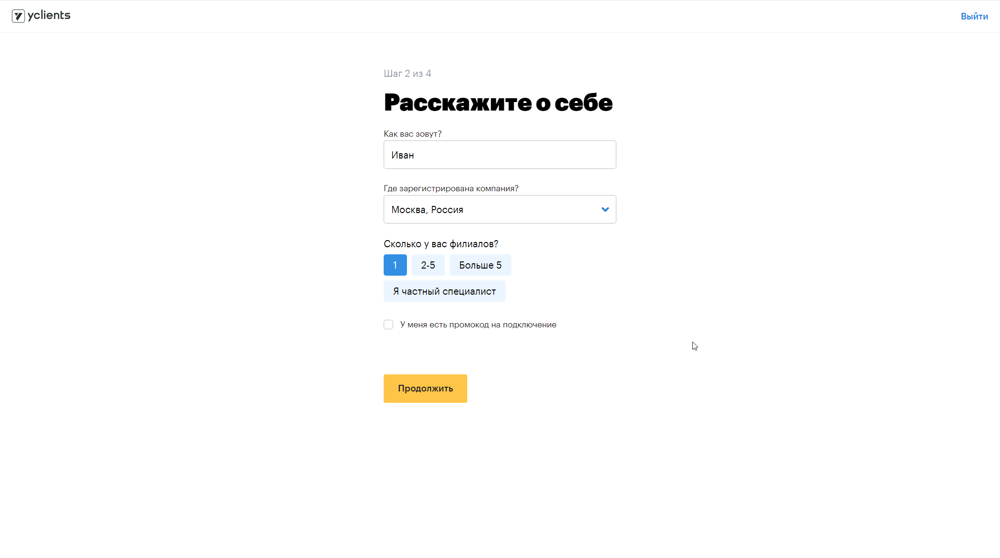 yclients
Выйти
Шаг 2 из 4
Расскажите о себе
Как вас зовут?
Иван
Где зарегистрирована компания?
Москва, Россия
Сколько у вас филиалов?
1 2-5 Больше 5
Я частный специалист
У меня есть промокод на подключение
Продолжить